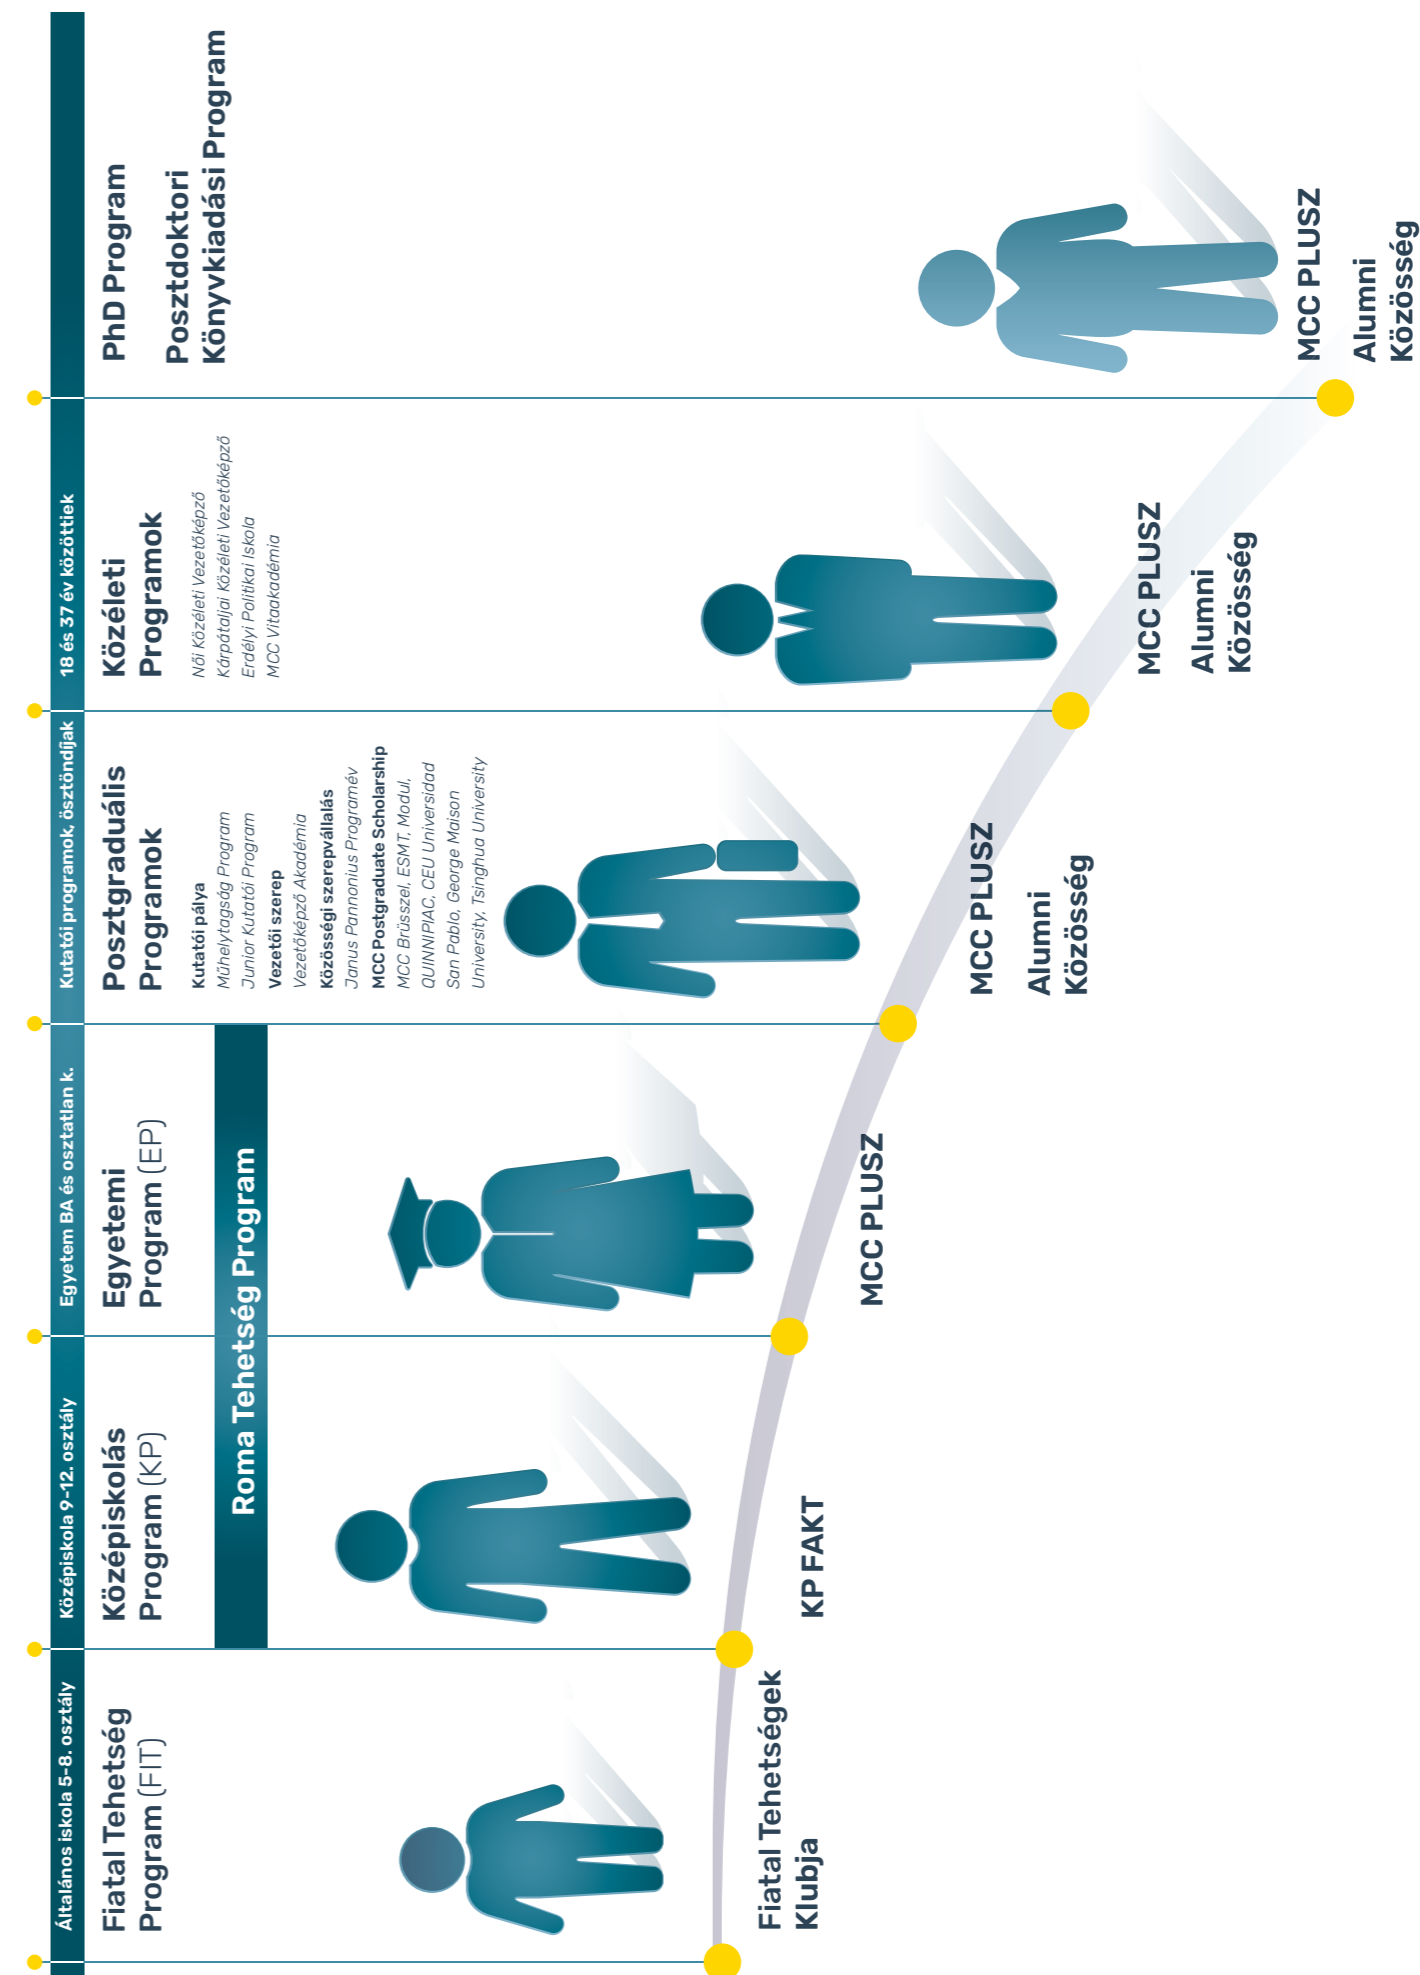 Általános iskola 5-8. osztály
Fiatal Tehetség
Program (FIT)
Fiatal Tehetségek
Klubja
Középiskola 9-12. osztály
Középiskolás
Program (KP)
KP FAKT
Roma Tehetség Program
Egyetem BA és osztatlan k.
Egyetemi
Program (EP)
MCC PLUSZ
Kutatói programok, ösztöndíjak
Posztgraduális
Programok
Kutatói pálya
Műhelytagság Program
Junior Kutatói Program
Vezetői szerep
Vezetőképző Akadémia
Közösségi szerepvállalás
Janus Pannonius Programév
MCC Postgraduate Scholarship
MCC Brüsszel, ESMT, Modul,
QUINNIPIAC, CEU Universidad
San Pablo, George Maison
University, Tsinghua University
MCC PLUSZ
Alumni
Közösség
18 és 37 év közöttiek
Közéleti
Programok
Női Közéleti Vezetőképző
Kárpátaljai Közéleti Vezetőképző
Erdélyi Politikai Iskola
MCC Vitaakadémia
MCC PLUSZ
Alumni
Közösség
PhD Program
Posztdoktori
Könyvkiadási Program
MCC PLUSZ
Alumni
Közösség